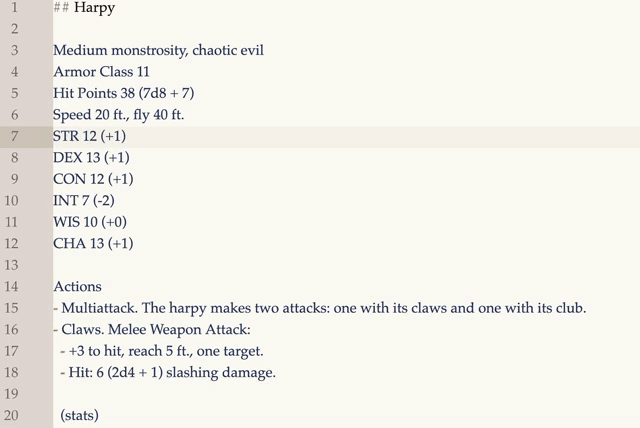 1 ## Harpy
2
3 Medium monstrosity, chaotic evil
4 Armor Class 11
5 Hit Points 38 (7d8 + 7)
6 Speed 20 ft., fly 40 ft.
7 STR 12 (+1)
8 DEX 13 (+1)
9 CON 12 (+1)
10 INT 7 (-2)
11 WIS 10 (+0)
12 CHA 13 (+1)
13
14 Actions
15 - Multiattack. The harpy makes two attacks: one with its claws and one with its club.
16 - Claws. Melee Weapon Attack:
17 - +3 to hit, reach 5 ft., one target.
18 - Hit: 6 (2d4 + 1) slashing damage.
19
20 (stats)